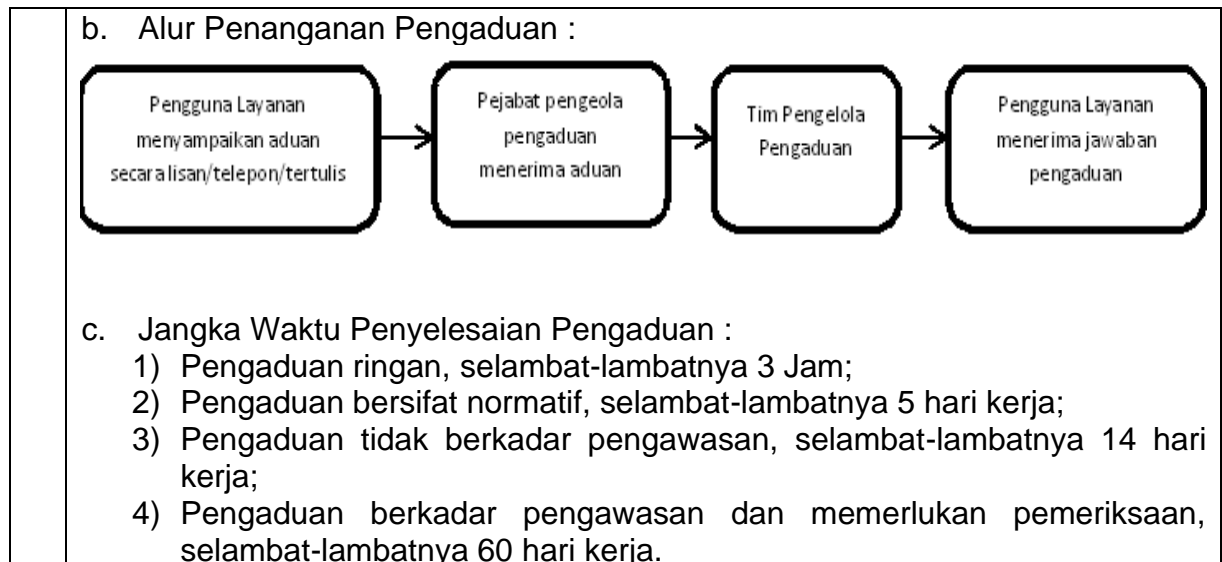 b. Alur Penanganan Pengaduan :
Pengguna Layanan
menyampaikan aduan
secara lisan/telepon/tertulis
Pejabat pengeola
pengaduan
menerima aduan
Tim Pengelola
Pengaduan
Pengguna Layanan
menerima jawaban
pengaduan
c. Jangka Waktu Penyelesaian Pengaduan :
1) Pengaduan ringan, selambat-lambatnya 3 Jam;
2) Pengaduan bersifat normatif, selambat-lambatnya 5 hari kerja;
3) Pengaduan tidak berkadar pengawasan, selambat-lambatnya 14 hari
kerja;
4) Pengaduan berkadar pengawasan dan memerlukan pemeriksaan,
selambat-lambatnya 60 hari kerja.